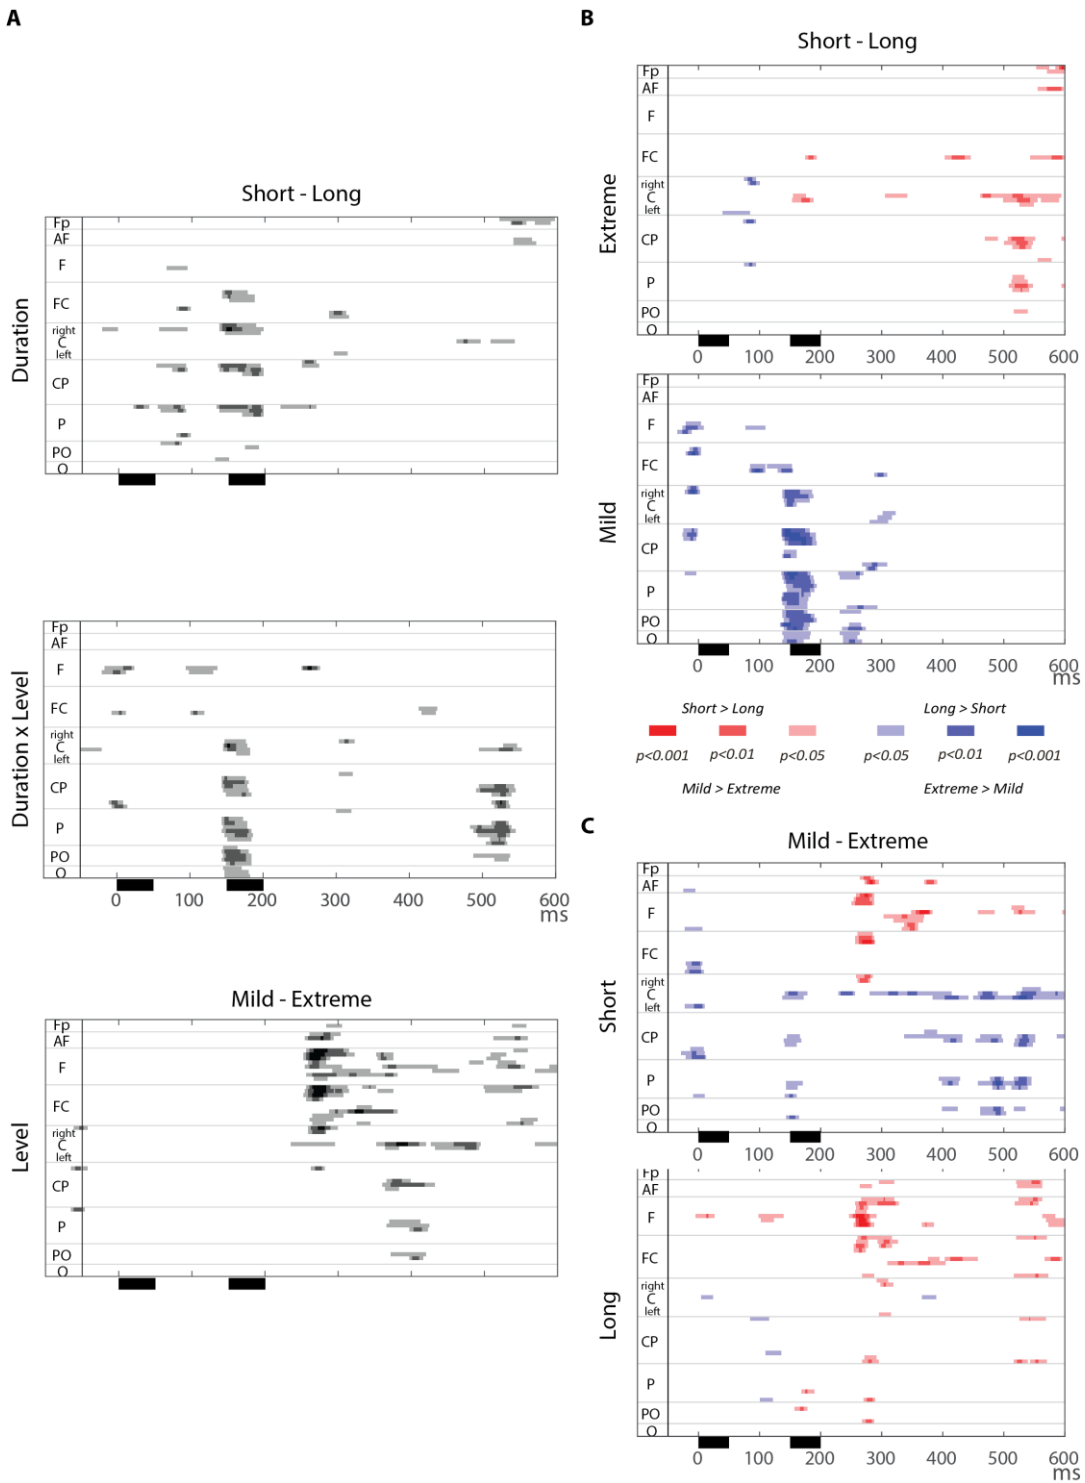 A
Short - Long
Duration
Fp
AF
F
FC
right
C
left
CP
P
PO
O
Duration x Level
Fp
AF
F
FC
right
C
left
CP
P
PO
O
0 100 200 300 400 500 600
ms
Mild - Extreme
Level
Fp
AF
F
FC
right
C
left
CP
P
PO
O
B
Short - Long
Extreme
Fp
AF
F
FC
right
C
left
CP
P
PO
O
0 100 200 300 400 500 600
Mild
Fp
AF
F
FC
right
C
left
CP
P
PO
O
0 100 200 300 400 500 600
ms
Short > Long Long > Short
p<0.001 p<0.01 p<0.05 p<0.05 p<0.01 p<0.001
Mild > Extreme Extreme > Mild
C
Mild - Extreme
Short
Fp
AF
F
FC
right
C
left
CP
P
PO
O
0 100 200 300 400 500 600
Long
Fp
AF
F
FC
right
C
left
CP
P
PO
O
0 100 200 300 400 500 600
ms